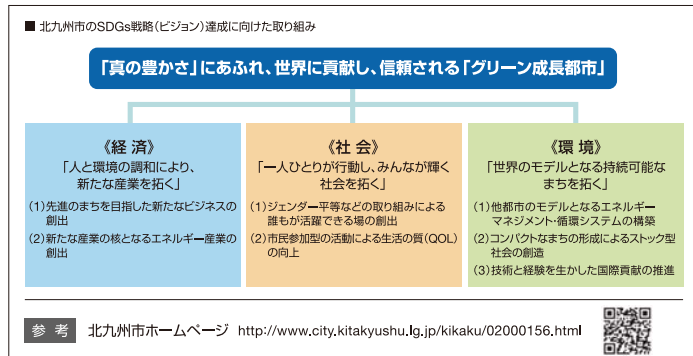 ■ 北九州市のSDGs戦略(ビジョン)達成に向けた取り組み
「真の豊かさ」にあふれ、世界に貢献し、信頼される「グリーン成長都市」
《経 済》
「人と環境の調和により、
新たな産業を拓く」
(1)先進のまちを目指した新たなビジネスの
創出
(2)新たな産業の核となるエネルギー産業の
創出
《社 会》
「一人ひとりが行動し、みんなが輝く
社会を拓く」
(1)ジェンダー平等などの取り組みによる
誰もが活躍できる場の創出
(2)市民参加型の活動による生活の質(QOL)
の向上
《環 境》
「世界のモデルとなる持続可能な
まちを拓く」
(1)他都市のモデルとなるエネルギー
マネジメント・循環システムの構築
(2)コンパクトなまちの形成によるストック型
社会の創造
(3)技術と経験を生かした国際貢献の推進
参 考 北九州市ホームページ http://www.city.kitakyushu.lg.jp/kikaku/02000156.html